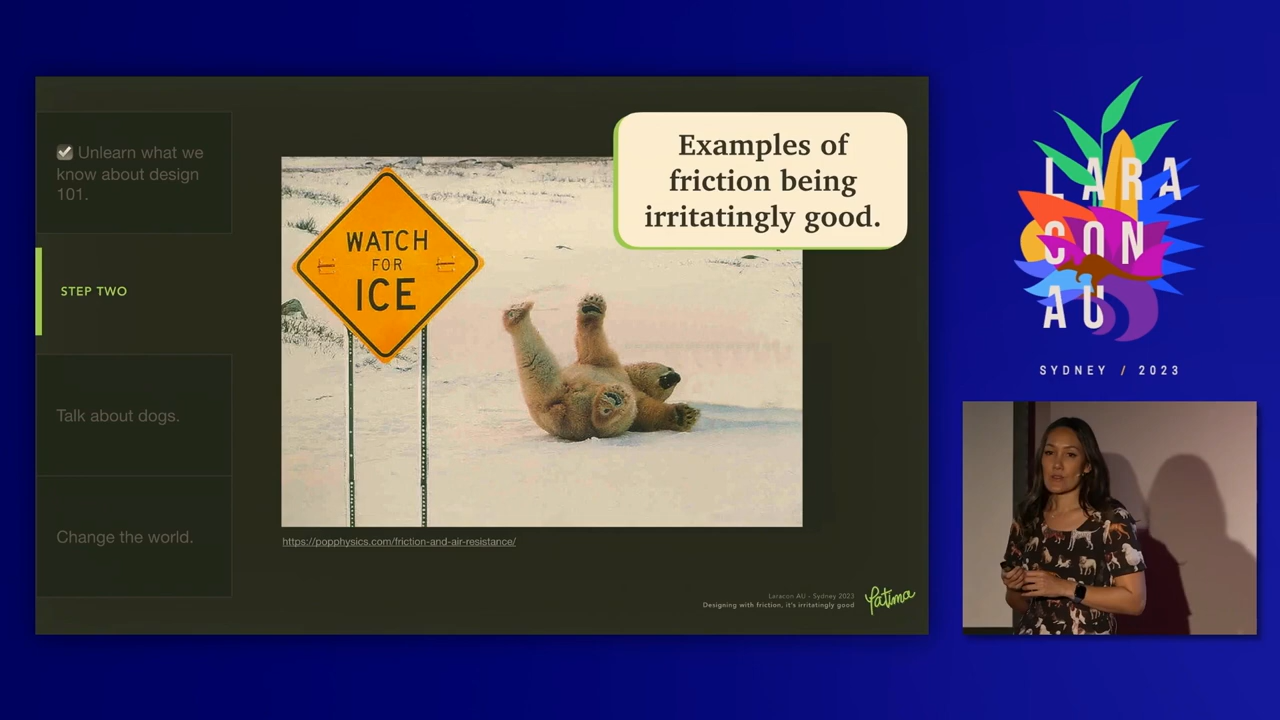 Unlearn what we
know about design
101.
STEP TWO
Talk about dogs.
Change the world.
Examples of
friction being
irritatingly good.
WATCH
FOR
ICE
https://popphysics.com/friction-and-air-resistance/
Laracon AU - Sydney 2023
Designing with friction, it's irritatingly good
Fatima
LARA
CON
AU
SYDNEY / 2023